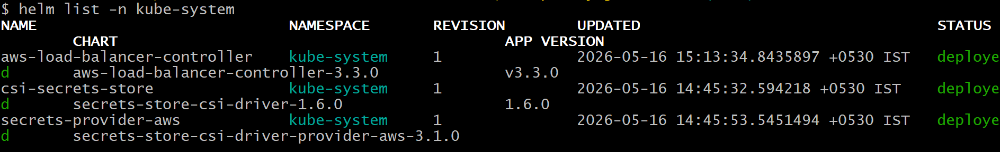 $ helm list -n kube-system
NAME NAMESPACE REVISION UPDATED STATUS
CHART APP VERSION
aws-load-balancer-controller kube-system 1 2026-05-16 15:13:34.8435897 +0530 IST deploye
d aws-load-balancer-controller-3.3.0 v3.3.0
csi-secrets-store kube-system 1 2026-05-16 14:45:32.594218 +0530 IST deploye
d secrets-store-csi-driver-1.6.0 1.6.0
secrets-provider-aws kube-system 1 2026-05-16 14:45:53.5451494 +0530 IST deploye
d secrets-store-csi-driver-provider-aws-3.1.0